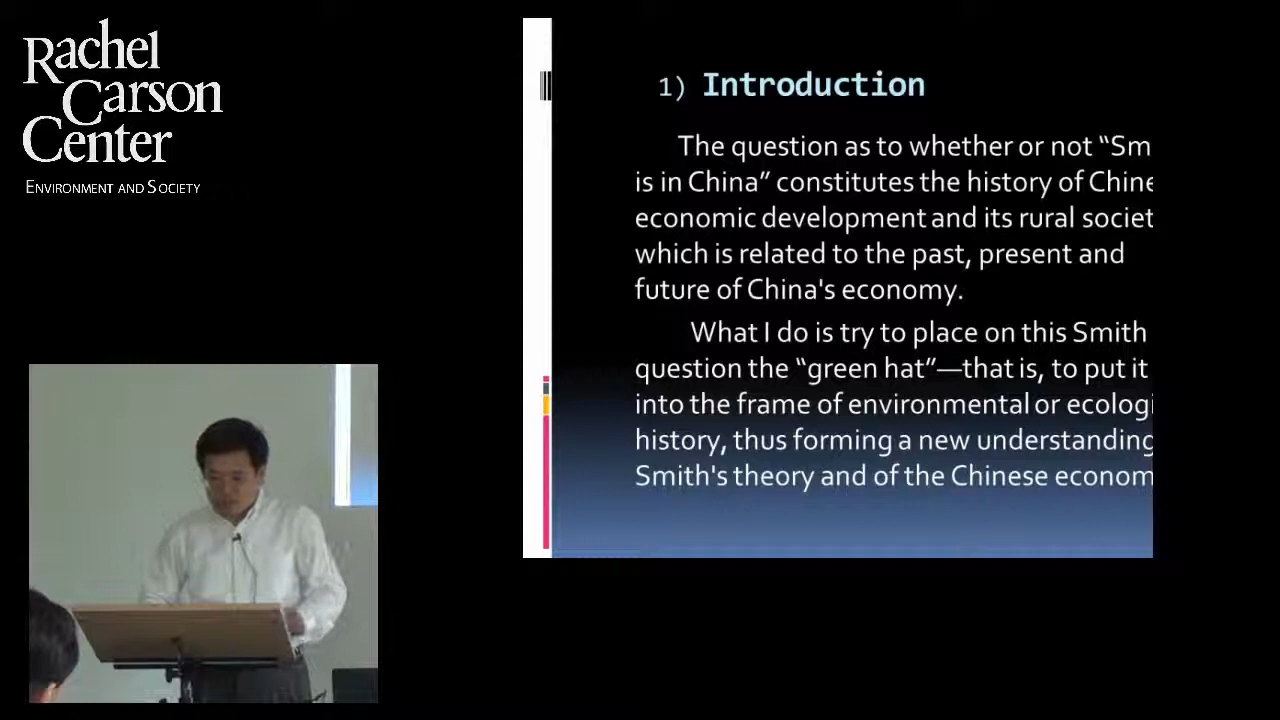 Rachel
Carson
Center
ENVIRONMENT AND SOCIETY
1) Introduction
The question as to whether or not “Sm
is in China” constitutes the history of Chine
economic development and its rural societ
which is related to the past, present and
future of China's economy.
What I do is try to place on this Smith
question the “green hat”—that is, to put it
into the frame of environmental or ecologi
history, thus forming a new understanding
Smith's theory and of the Chinese econom